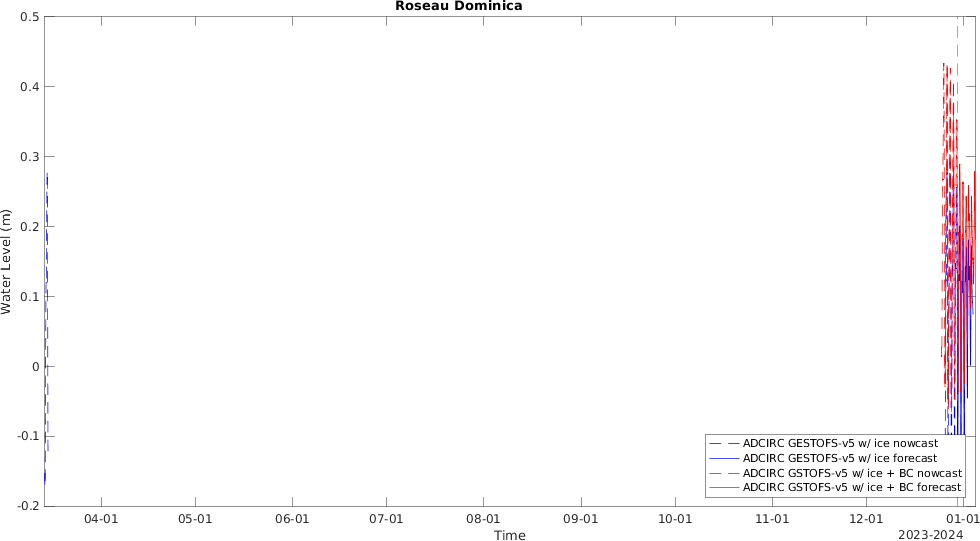 Roseau Dominica
0.5
0.4
0.3
0.2
0.1
0
-0.1
-0.2
Water Level (m)
ADCIRC GESTOFS-v5 w/ ice nowcast
ADCIRC GESTOFS-v5 w/ ice forecast
ADCIRC GSTOFS-v5 w/ ice + BC nowcast
ADCIRC GSTOFS-v5 w/ ice + BC forecast
04-01 05-01 06-01 07-01 08-01 09-01 10-01 11-01 12-01 01-01
Time
2023-2024